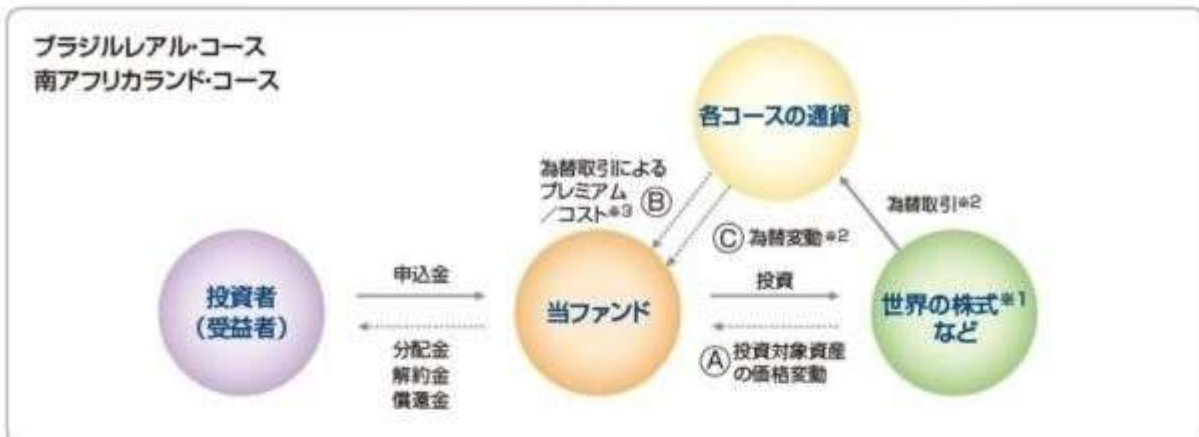 ブラジルレアル・コース
南アフリカランド・コース
各コースの通貨
為替取引による
プレミアム
／コスト※3 Ⓑ
為替取引※2
Ⓒ 為替変動※2
投資者
（受益者）
申込金
分配金
解約金
償還金
当ファンド
投資
Ⓐ 投資対象資産
の価格変動
世界の株式※1
など